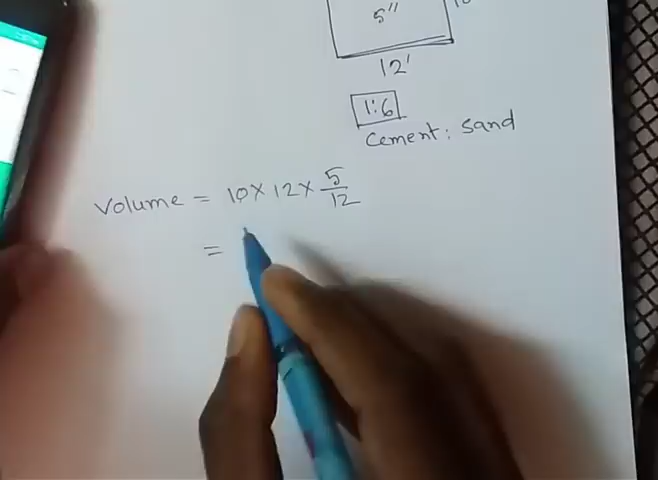 5"
12'
1:6
Cement: Sand
Volume = 10 x 12 x 5/12
=